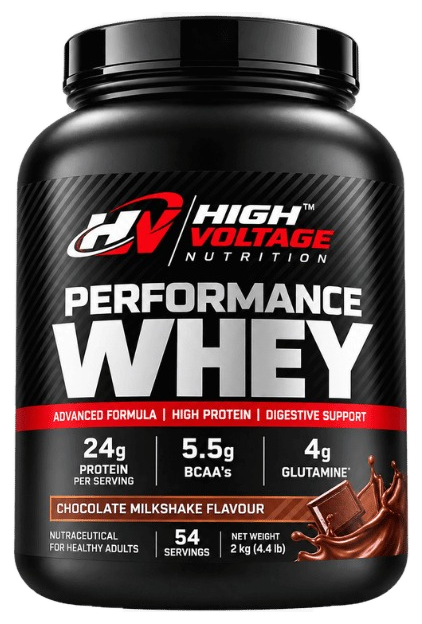 HV
HIGH™
VOLTAGE
NUTRITION
PERFORMANCE
WHEY
ADVANCED FORMULA | HIGH PROTEIN | DIGESTIVE SUPPORT
24g
PROTEIN
PER SERVING
5.5g
BCAA's
4g
GLUTAMINE*
CHOCOLATE MILKSHAKE FLAVOUR
NUTRACEUTICAL
FOR HEALTHY ADULTS
54
SERVINGS
NET WEIGHT
2 kg (4.4 lb)